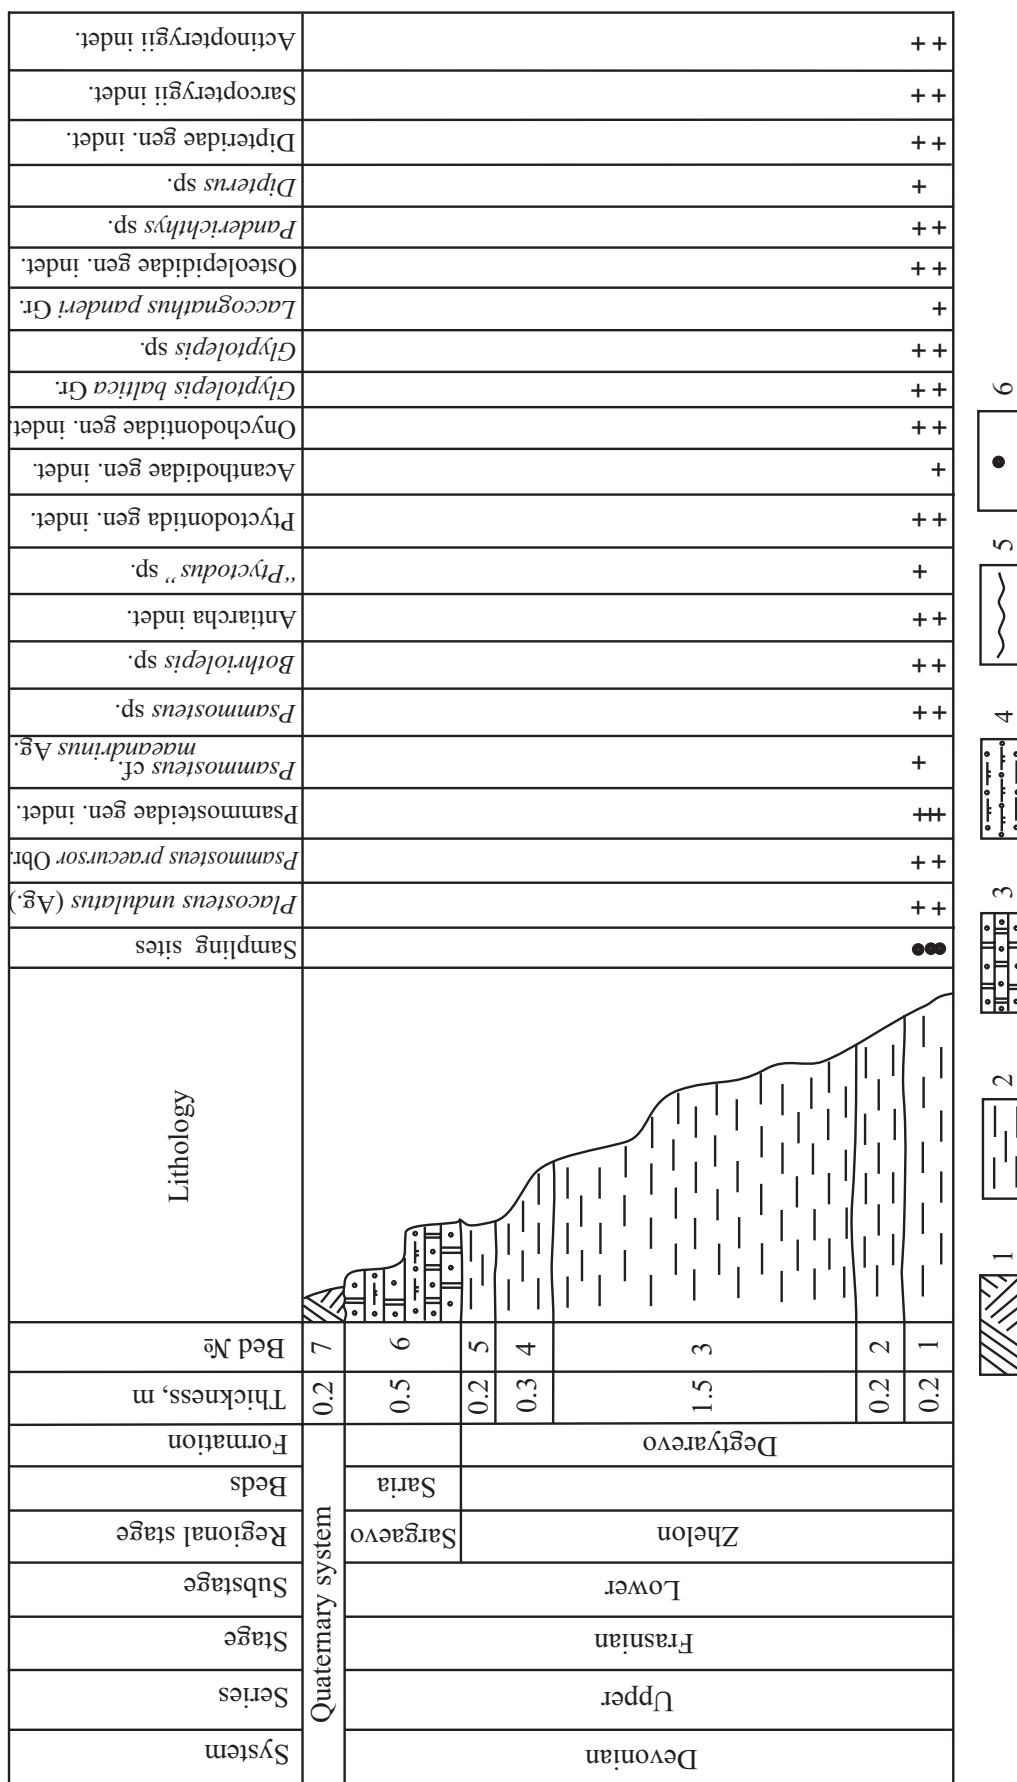 System
Series
Stage
Substage
Regional stage
Beds
Formation
Thickness, m
Bed №
Lithology
Sampling sites
Placosteus undulatus (Ag.)
Psammosteus praecursor Obr.
Psammosteidae gen. indet.
Psammosteus cf.
maeandrinus Ag.
Psammosteus sp.
Bothriolepis sp.
Antiarcha indet.
"Ptyctodus" sp.
Ptyctodontida gen. indet.
Acanthodidae gen. indet.
Onychodontidae gen. indet.
Glyptolepis baltica Gr.
Glyptolepis sp.
Laccognathus panderi Gr.
Osteolepididae gen. indet.
Panderichthys sp.
Dipterus sp.
Dipteridae gen. indet.
Sarcopterygii indet.
Actinopterygii indet.
Quaternary system
0.2
7
Devonian
Upper
Frasnian
Lower
Sargaevo
Saria
0.5
6
Zhelon
Degtyarevo
0.2
5
0.3
4
1.5
3
0.2
2
0.2
1
+ +
+ +
+++
+
+ +
+ +
+ +
+
+ +
+
+ +
+ +
+ +
+
+ +
+ +
+
+ +
+ +
+ +
1
2
3
4
5
6